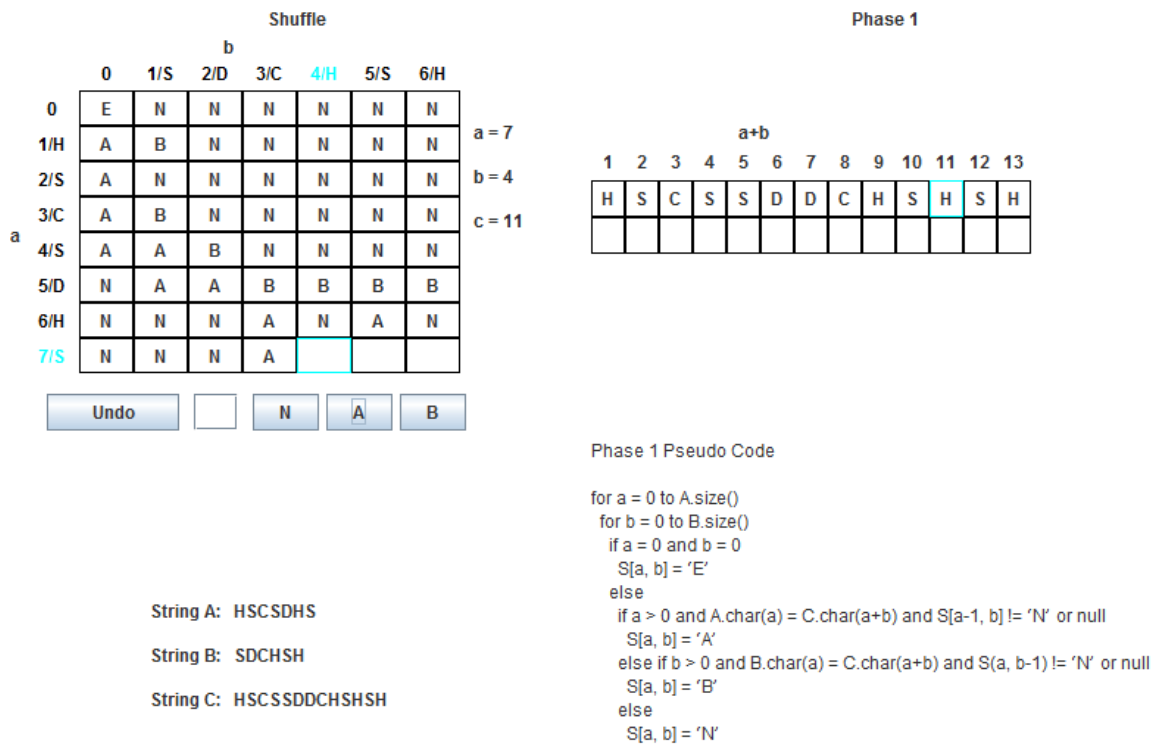 Shuffle
b
0 1/S 2/D 3/C 4/H 5/S 6/H
0 E N N N N N N
1/H A B N N N N N
2/S A N N N N N N
3/C A B N N N N N
a
4/S A A B N N N N
5/D N A A B B B B
6/H N N N A N A N
7/S N N N A
a = 7
b = 4
c = 11
Undo N A B
String A: HSCSDHS
String B: SDCHSH
String C: HSCSSDDCHSHSH
Phase 1
a+b
1 2 3 4 5 6 7 8 9 10 11 12 13
H S C S S D D C H S H S H
Phase 1 Pseudo Code
for a = 0 to A.size()
for b = 0 to B.size()
if a = 0 and b = 0
S[a, b] = ‘E’
else
if a > 0 and A.char(a) = C.char(a+b) and S[a-1, b] != ‘N’ or null
S[a, b] = ‘A’
else if b > 0 and B.char(a) = C.char(a+b) and S(a, b-1) != ‘N’ or null
S[a, b] = ‘B’
else
S[a, b] = ‘N’